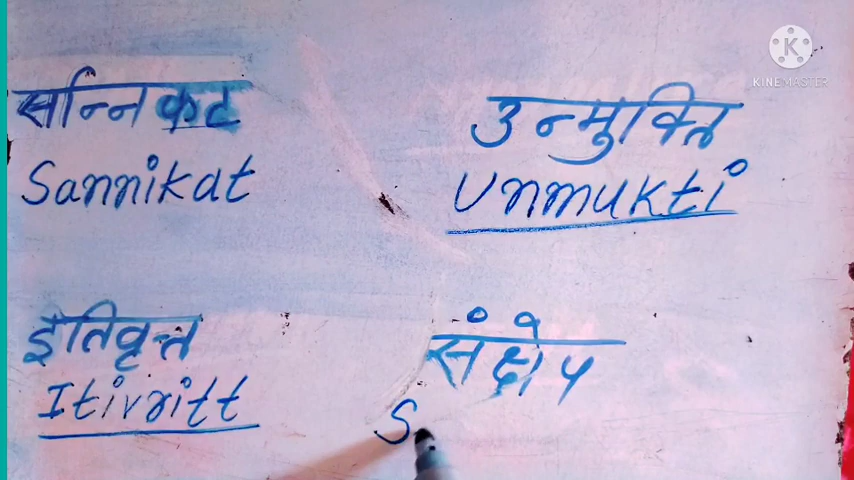 K
KINEMASTER
सन्निकट
Sannikat
उन्मुक्ति
Unmukti
इतिवृत्त
Itivritt
संक्षेप
S